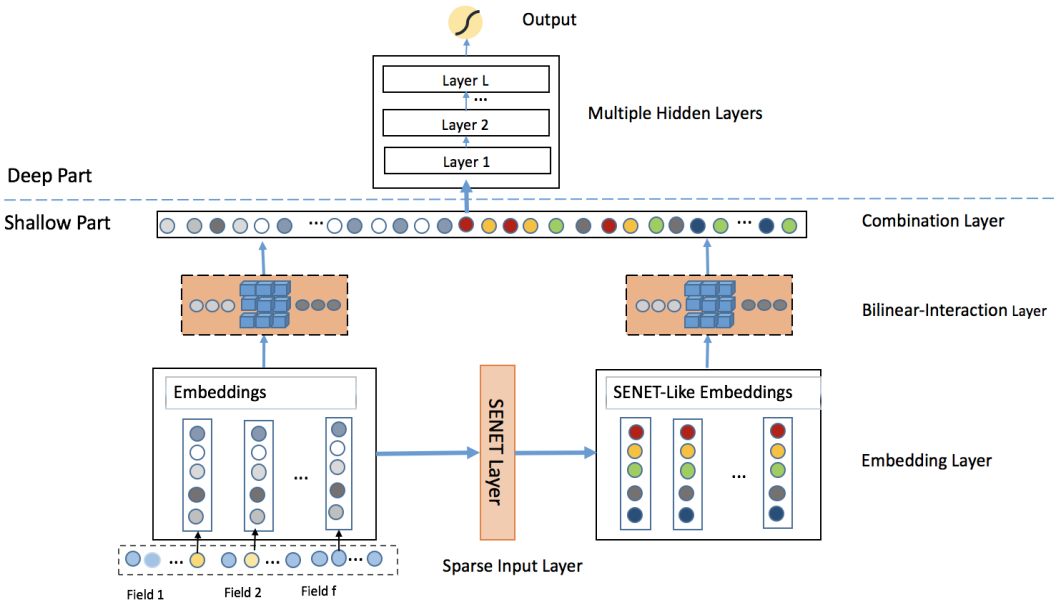 Output
Layer L
...
Layer 2
Multiple Hidden Layers
Layer 1
Deep Part
Shallow Part
...
...
Combination Layer
Bilinear-Interaction Layer
Embeddings
SENET Layer
SENET-Like Embeddings
...
...
Embedding Layer
...
...
...
Sparse Input Layer
Field 1
Field 2
Field f